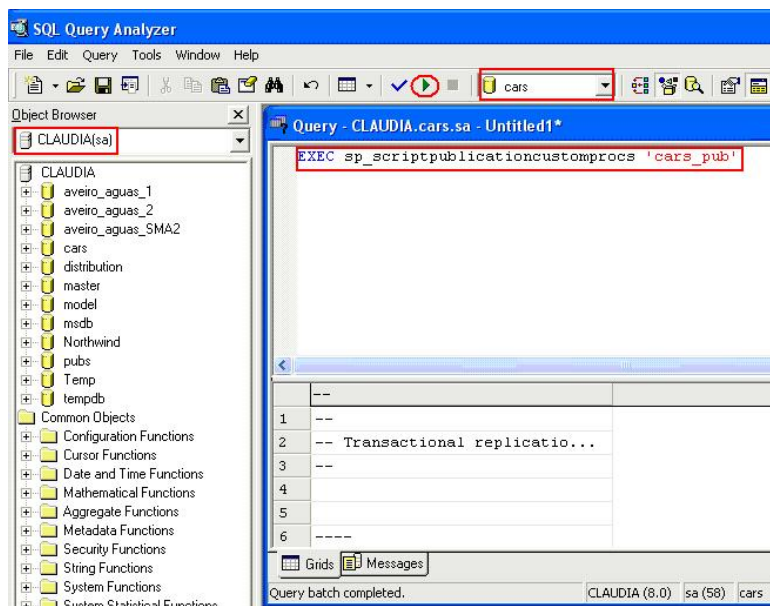 SQL Query Analyzer
File Edit Query Tools Window Help
cars
Object Browser
CLAUDIA(sa)
CLAUDIA
aveiro_aguas_1
aveiro_aguas_2
aveiro_aguas_SMA2
cars
distribution
master
model
msdb
Northwind
pubs
Temp
tempdb
Common Objects
Configuration Functions
Cursor Functions
Date and Time Functions
Mathematical Functions
Aggregate Functions
Metadata Functions
Security Functions
String Functions
System Functions
System Statistical Functions
Query - CLAUDIA.cars.sa - Untitled1*
EXEC sp_scriptpublicationcustomprocs 'cars_pub'
--
1 --
2 -- Transactional replicatio...
3 --
4
5
6 ----
Grids Messages
Query batch completed. CLAUDIA (8.0) sa (58) cars